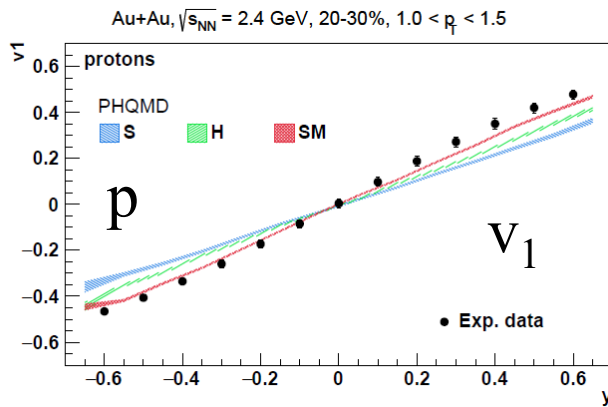 Au+Au, √sNN = 2.4 GeV, 20-30%, 1.0 < pT < 1.5
v1
protons
PHQMD
S H SM
p
v1
Exp. data
0.6
0.4
0.2
0
−0.2
−0.4
−0.6
−0.6 −0.4 −0.2 0 0.2 0.4 0.6
y